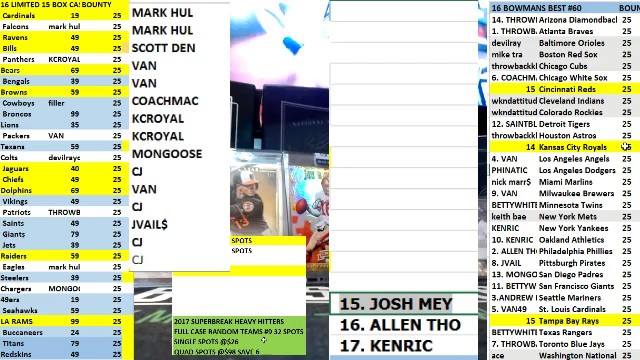 16 LIMITED 15 BOX CA: BOUNTY
Cardinals 19 25
Falcons mark hul 25
Ravens 49 25
Bills 49 25
Panthers KCROYAL 25
Bears 69 25
Bengals 39 25
Browns 59 25
Cowboys filler 25
Broncos 99 25
Lions 35 25
Packers VAN 25
Texans 59 25
Colts devilrayc 25
Jaguars 40 25
Chiefs 49 25
Dolphins 69 25
Vikings 49 25
Patriots THROWB 25
Saints 49 25
Giants 79 25
Jets 39 25
Raiders 59 25
Eagles mark hul 25
Steelers 39 25
Chargers MONGO 25
49ers 19 25
Seahawks 59 25
LA RAMS 99 25
Buccaneers 24 25
Titans 79 25
Redskins 49 25
MARK HUL
MARK HUL
SCOTT DEN
VAN
VAN
COACHMAC
KCROYAL
KCROYAL
MONGOOSE
CJ
VAN
CJ
JVAIL$
CJ
CJ
SPOTS
SPOTS
2017 SUPERBREAK HEAVY HITTERS
FULL CASE RANDOM TEAMS #9 32 SPOTS
SINGLE SPOTS @$26
QUAD SPOTS @$98 SAVE 6
15. JOSH MEY
16. ALLEN THO
17. KENRIC
16 BOWMANS BEST #60 BOUN
14. THROWI Arizona Diamondbacl 25
1. THROWB. Atlanta Braves 25
devilray Baltimore Orioles 25
mike tra Boston Red Sox 25
throwbackl Chicago Cubs 25
6. COACHM. Chicago White Sox 25
15 Cincinnati Reds 25
wkndattitud Cleveland Indians 25
wkndattitud Colorado Rockies 25
12. SAINTBL Detroit Tigers 25
throwbackl Houston Astros 25
14 Kansas City Royals
4. VAN Los Angeles Angels 25
PHINATIC Los Angeles Dodgers 25
nick marr$ Miami Marlins 25
9. VAN Milwaukee Brewers 25
BETTYWHIT Minnesota Twins 25
keith bae New York Mets 25
KENRIC New York Yankees 25
10. KENRIC Oakland Athletics 25
2. ALLEN TH Philadelphia Phillies 25
8. JVAIL Pittsburgh Pirates 25
13. MONGO San Diego Padres 25
11. BETTYW San Francisco Giants 25
3.ANDREW I Seattle Mariners 25
5. VAN49 St. Louis Cardinals 25
15 Tampa Bay Rays 25
BETTYWHITI Texas Rangers 25
7. THROWB. Toronto Blue Jays 25
ace Washington National 25